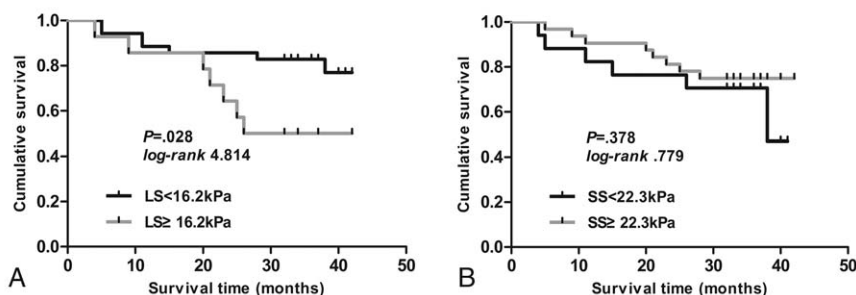 Cumulative survival
1.0
0.8
0.6
0.4
0.2
0.0
P=.028
log-rank 4.814
LS<16.2kPa
LS≥ 16.2kPa
0 10 20 30 40 50
Survival time (months)
A
Cumulative survival
1.0
0.8
0.6
0.4
0.2
0.0
P=.378
log-rank .779
SS<22.3kPa
SS≥ 22.3kPa
0 10 20 30 40 50
Survival time (months)
B